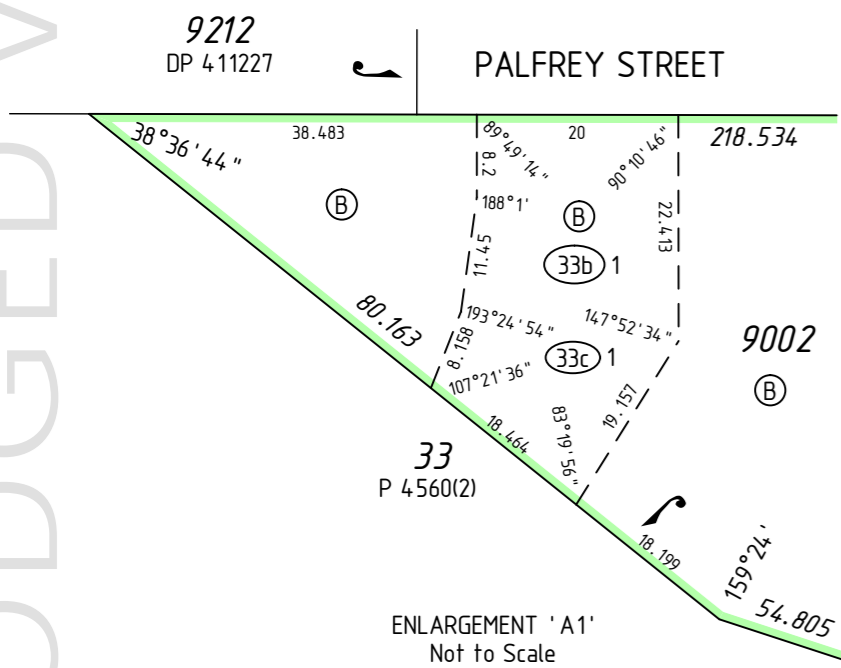 9212
DP 411227
PALFREY STREET
38°36'44"
38.483
89°49'14"
20
90°10'46"
218.534
8.2
B
188°1'
B
22.413
11.45
33b 1
80.163
193°24'54"
147°52'34"
9002
8.158
33c 1
107°21'36"
B
19.157
83°19'56"
18.464
33
P 4560(2)
18.199
159°24'
54.805
ENLARGEMENT 'A1'
Not to Scale